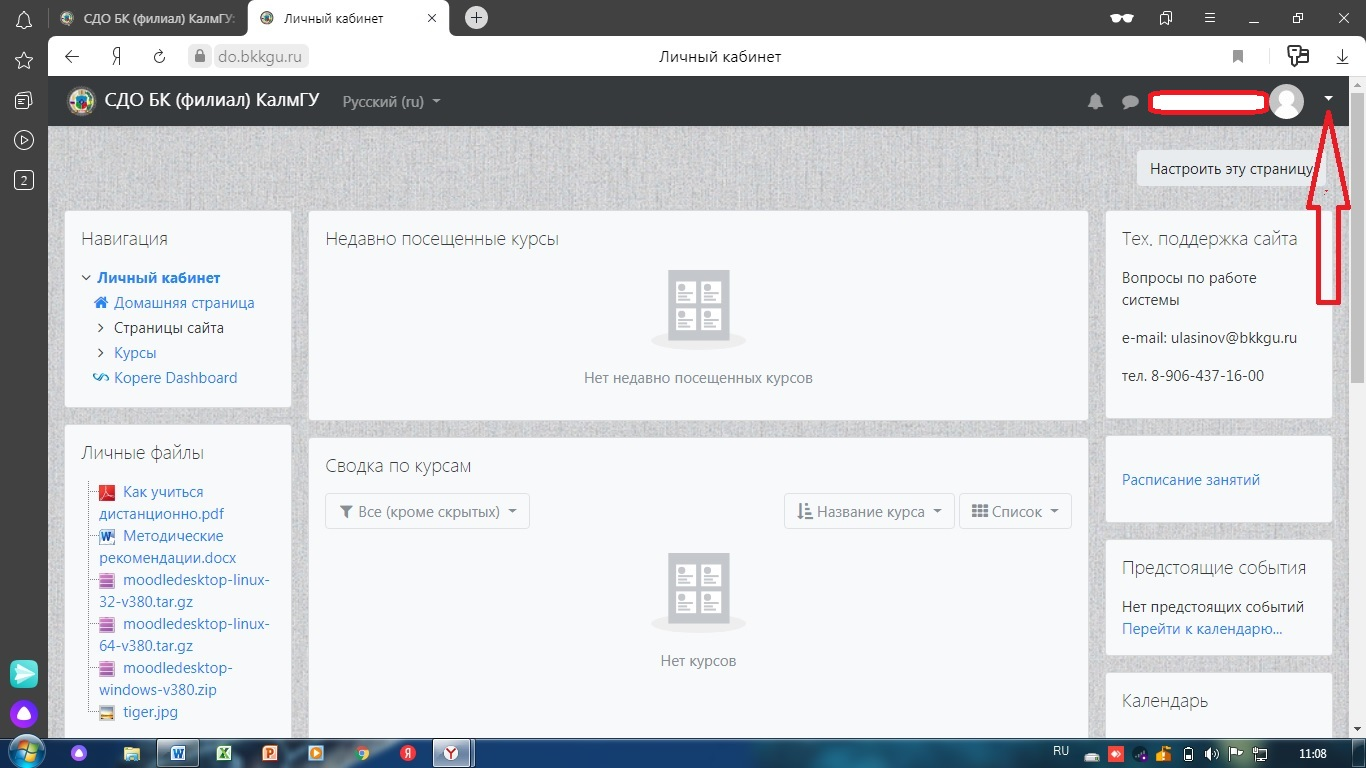 СДО БК (филиал) КалмГУ:
Личный кабинет
do.bkkgu.ru
Личный кабинет
СДО БК (филиал) КалмГУ
Русский (ru)
Настроить эту страницу
Навигация
Личный кабинет
Домашняя страница
Страницы сайта
Курсы
Kopere Dashboard
Личные файлы
Как учиться
дистанционно.pdf
Методические
рекомендации.docx
moodledesktop-linux-
32-v380.tar.gz
moodledesktop-linux-
64-v380.tar.gz
moodledesktop-
windows-v380.zip
tiger.jpg
Недавно посещенные курсы
Нет недавно посещенных курсов
Сводка по курсам
Все (кроме скрытых)
Название курса
Список
Нет курсов
Тех. поддержка сайта
Вопросы по работе
системы
e-mail: ulasinov@bkkgu.ru
тел. 8-906-437-16-00
Расписание занятий
Предстоящие события
Нет предстоящих событий
Перейти к календарю...
Календарь
2
RU
11:08